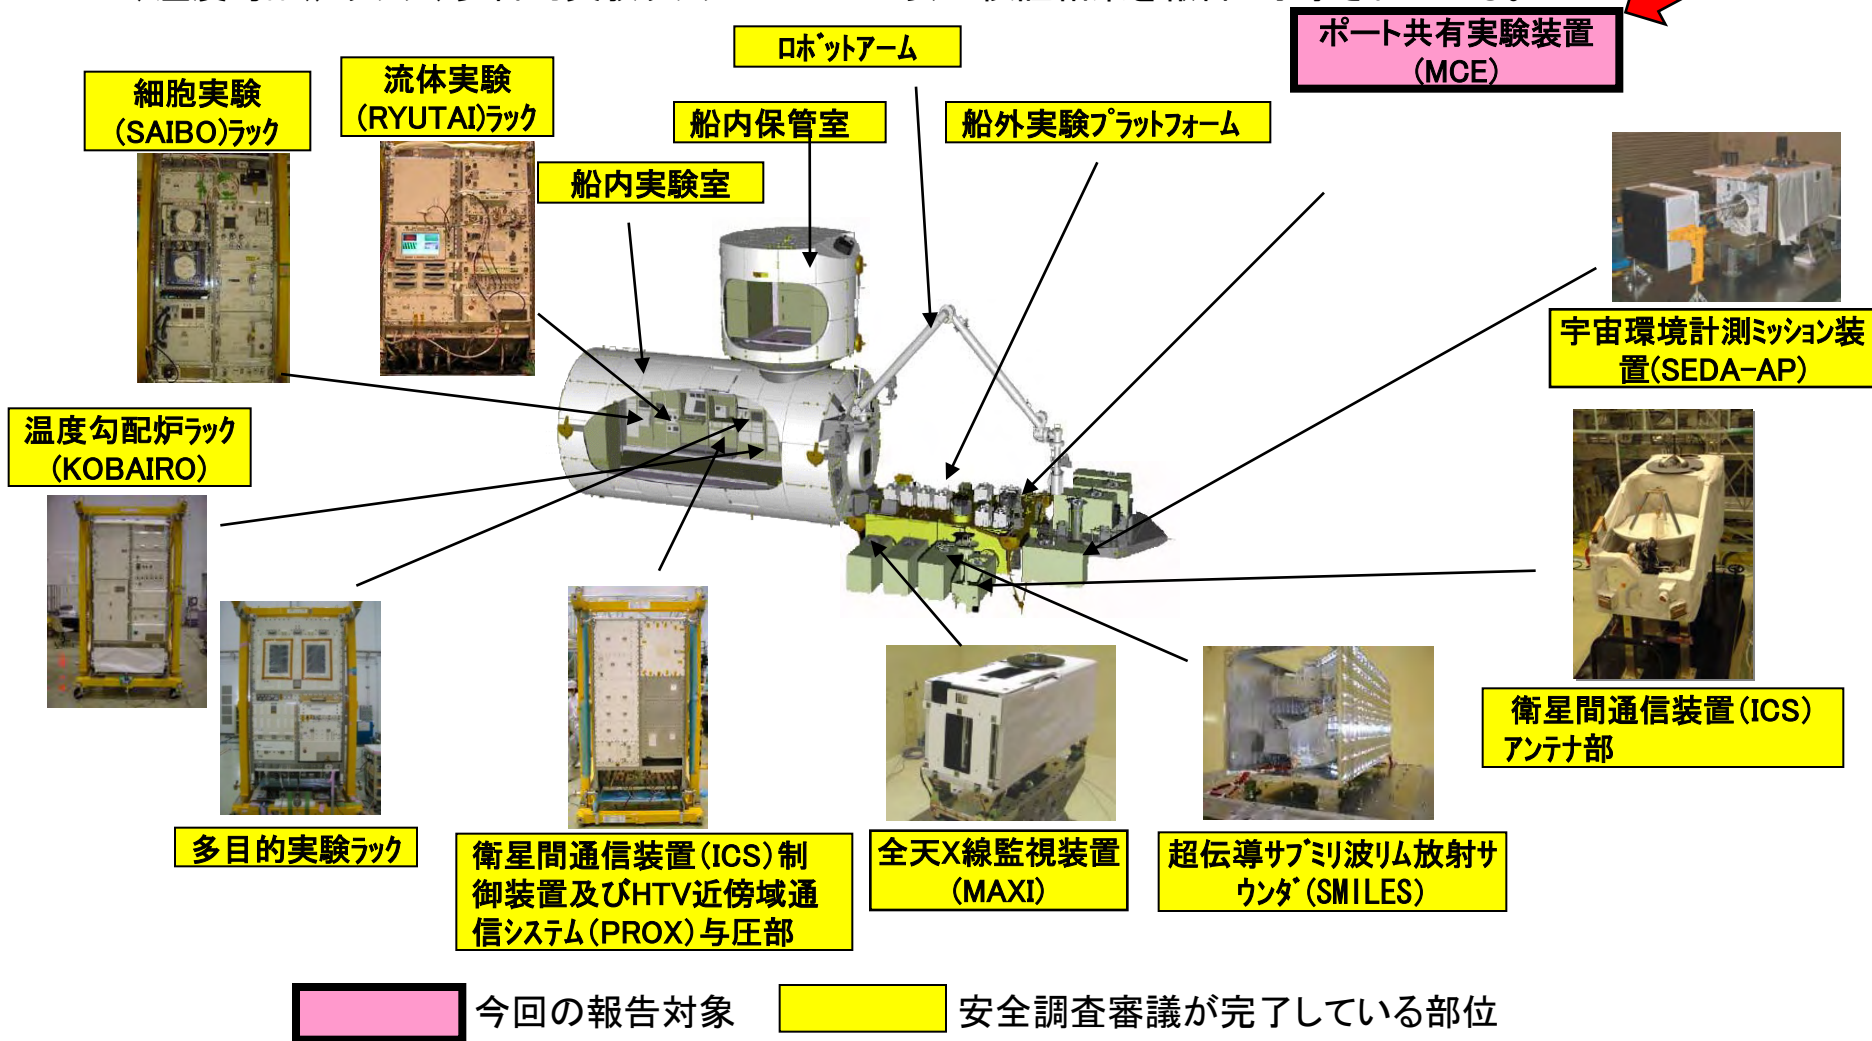 ポート共有実験装置
(MCE)
ロボットアーム
細胞実験
(SAIBO)ラック
流体実験
(RYUTAI)ラック
船内保管室
船外実験プラットフォーム
船内実験室
宇宙環境計測ミッション装
置(SEDA-AP)
温度勾配炉ラック
(KOBAIRO)
衛星間通信装置(ICS)
アンテナ部
多目的実験ラック
衛星間通信装置(ICS)制
御装置及びHTV近傍域通
信システム(PROX)与圧部
全天X線監視装置
(MAXI)
超伝導サブミリ波リム放射サ
ウンダ(SMILES)
今回の報告対象
安全調査審議が完了している部位